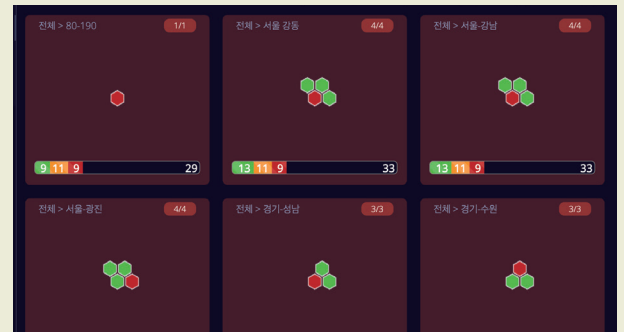 전체 > 80-190 1/1
전체 > 서울 강동 4/4
전체 > 서울-강남 4/4
9 11 9 29
13 11 9 33
13 11 9 33
전체 > 서울-광진 4/4
전체 > 경기-성남 3/3
전체 > 경기-수원 3/3